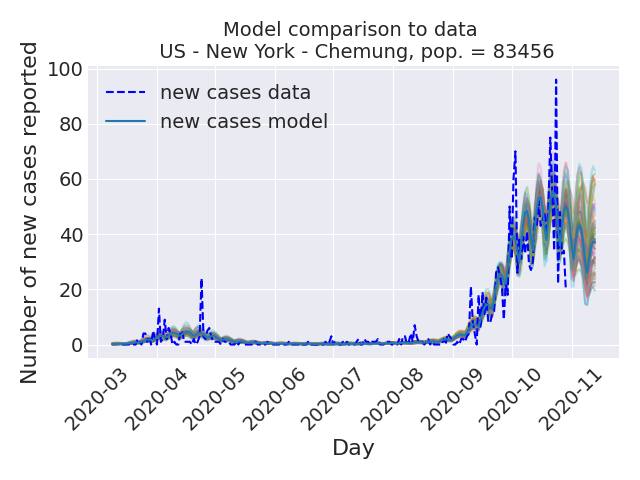 Model comparison to data
US - New York - Chemung, pop. = 83456
Number of new cases reported
100
80
60
40
20
0
new cases data
new cases model
2020-03
2020-04
2020-05
2020-06
2020-07
2020-08
2020-09
2020-10
2020-11
Day